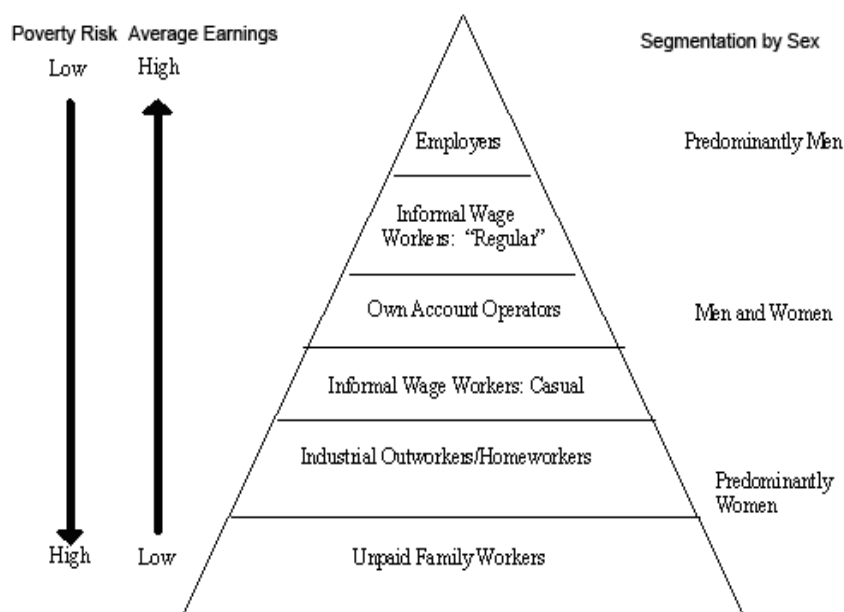 Poverty Risk Average Earnings
Segmentation by Sex
Low High
Employers
Predominantly Men
Informal Wage
Workers: “Regular”
Own Account Operators
Men and Women
Informal Wage Workers: Casual
Industrial Outworkers/Homeworkers
Predominantly
Women
High Low
Unpaid Family Workers